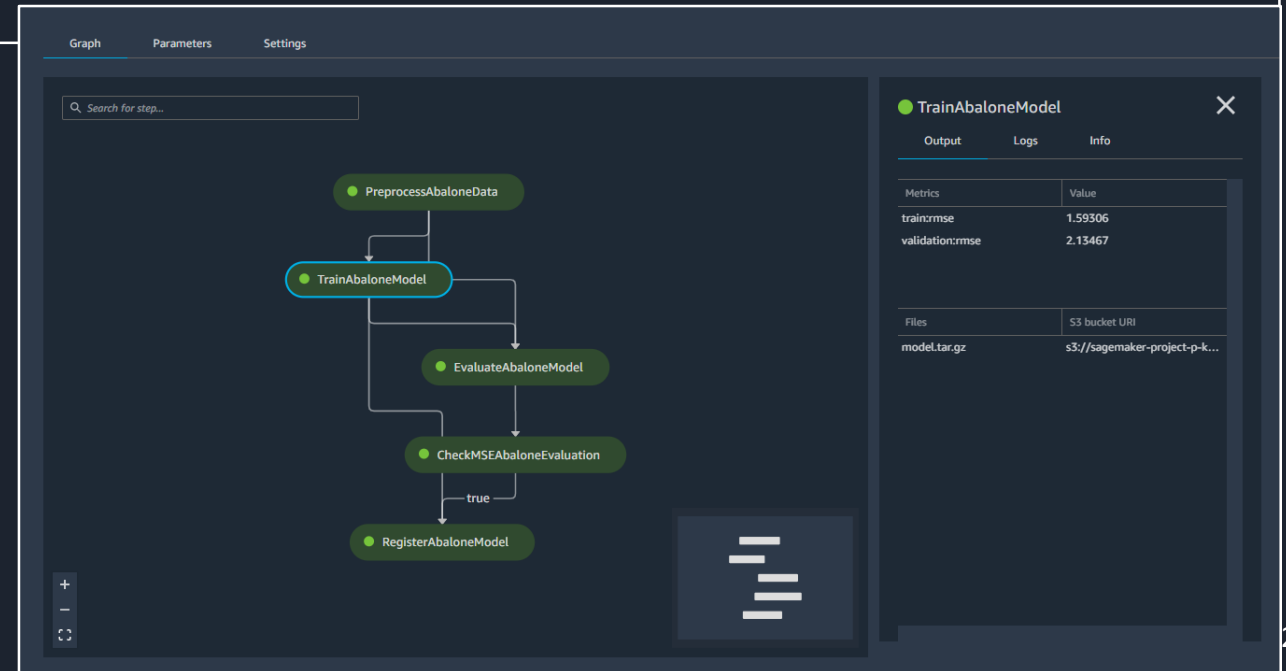 Graph Parameters Settings
Search for step...
PreprocessAbaloneData
TrainAbaloneModel
EvaluateAbaloneModel
CheckMSEAbaloneEvaluation
true
RegisterAbaloneModel
+
−
TrainAbaloneModel
Output Logs Info
Metrics Value
train:rmse 1.59306
validation:rmse 2.13467
Files S3 bucket URI
model.tar.gz s3://sagemaker-project-p-k...